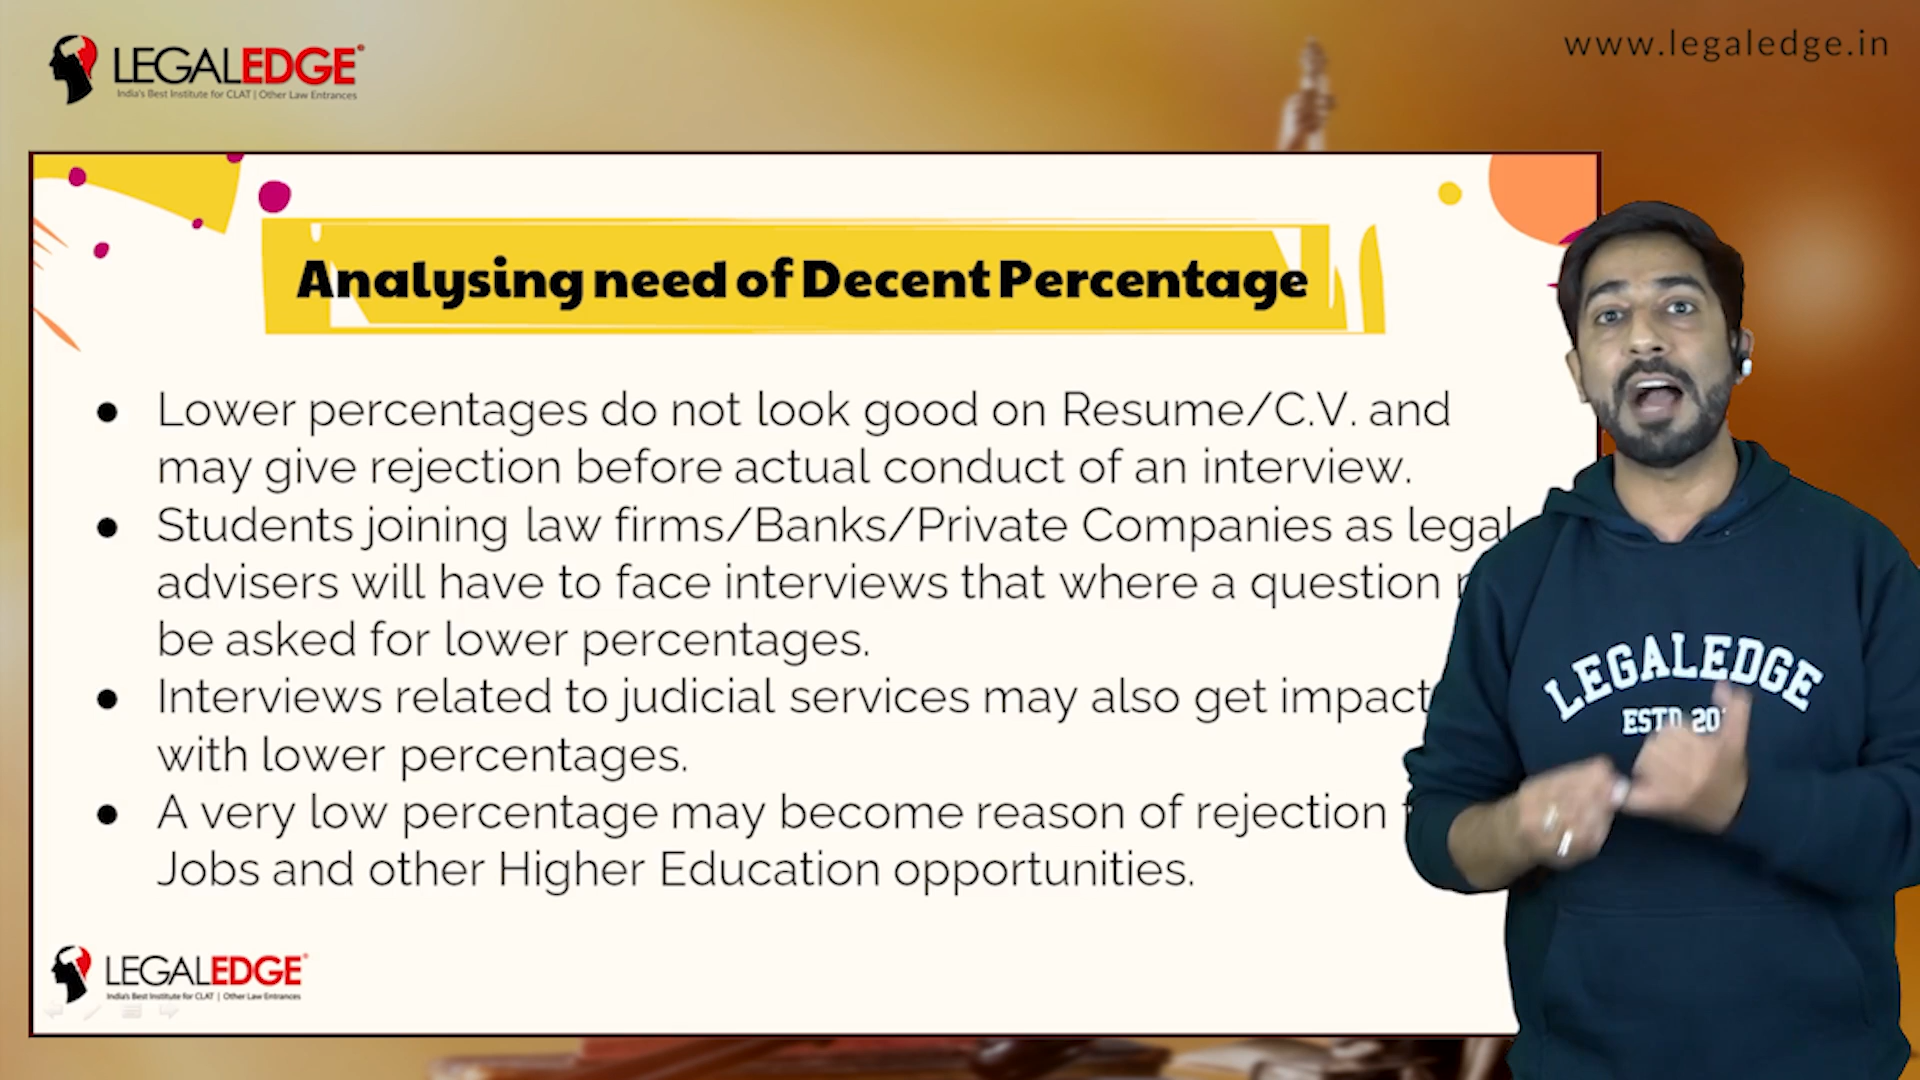 LEGALEDGE
India's Best Institute for CLAT | Other Law Entrances
www.legaledge.in
Analysing need of Decent Percentage
● Lower percentages do not look good on Resume/C.V. and
may give rejection before actual conduct of an interview.
● Students joining law firms/Banks/Private Companies as legal
advisers will have to face interviews that where a question
be asked for lower percentages.
● Interviews related to judicial services may also get
with lower percentages.
● A very low percentage may become reason of rejection
Jobs and other Higher Education opportunities.
LEGALEDGE
ESTD
LEGALEDGE
India's Best Institute for CLAT | Other Law Entrances